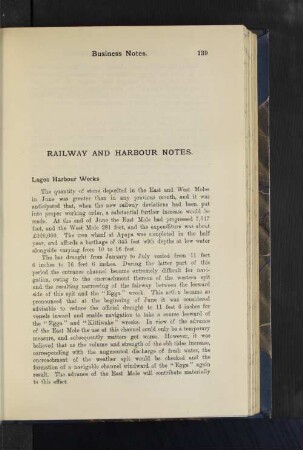 Business Notes. 139
RAILWAY AND HARBOUR NOTES.
Lagos Harbour Works
The quantity of stone deposited in the East and West Moles
in June was greater than in any previous month, and it was
anticipated that, when the new railway deviations had been put
into proper working order, a substantial further increase would be
made. At the end of June the East Mole had progressed 7,517
feet, and the West Mole 281 feet, and the expenditure was about
The iron wharf at Apapa was completed in the half
year, and affords a berthage of 345 feet with depths at low water
alongside varying from 10 to 16 feet.
The bar draught from January to July varied from 11 feet
6 inches to 16 feet 6 inches. During the latter part of this
period the entrance channel became extremely difficult for navi-
gation, owing to the encroachment thereon of the western spit
and the resulting narrowing of the fairway between the leeward
side of this spit and the "Eggs" wreck. This action became so
pronounced that at the beginning of June it was considered
advisable to reduce the official draught to 11 feet 6 inches for
vessels inward and enable navigation to take a course leeward of
the "Eggs" and "Kittiwake" wrecks. In view of the advance
of the East Mole the use of this channel could only be a temporary
measure, and subsequently matters got worse. However, it was
believed that as the volume and strength of the ebb tides increase,
corresponding with the augmented discharge of fresh water, the
encroachment of the weather spit would be checked and the
formation of a navigable channel windward of the "Eggs" again
result. The advance of the East Mole will contribute materially
to this effect.